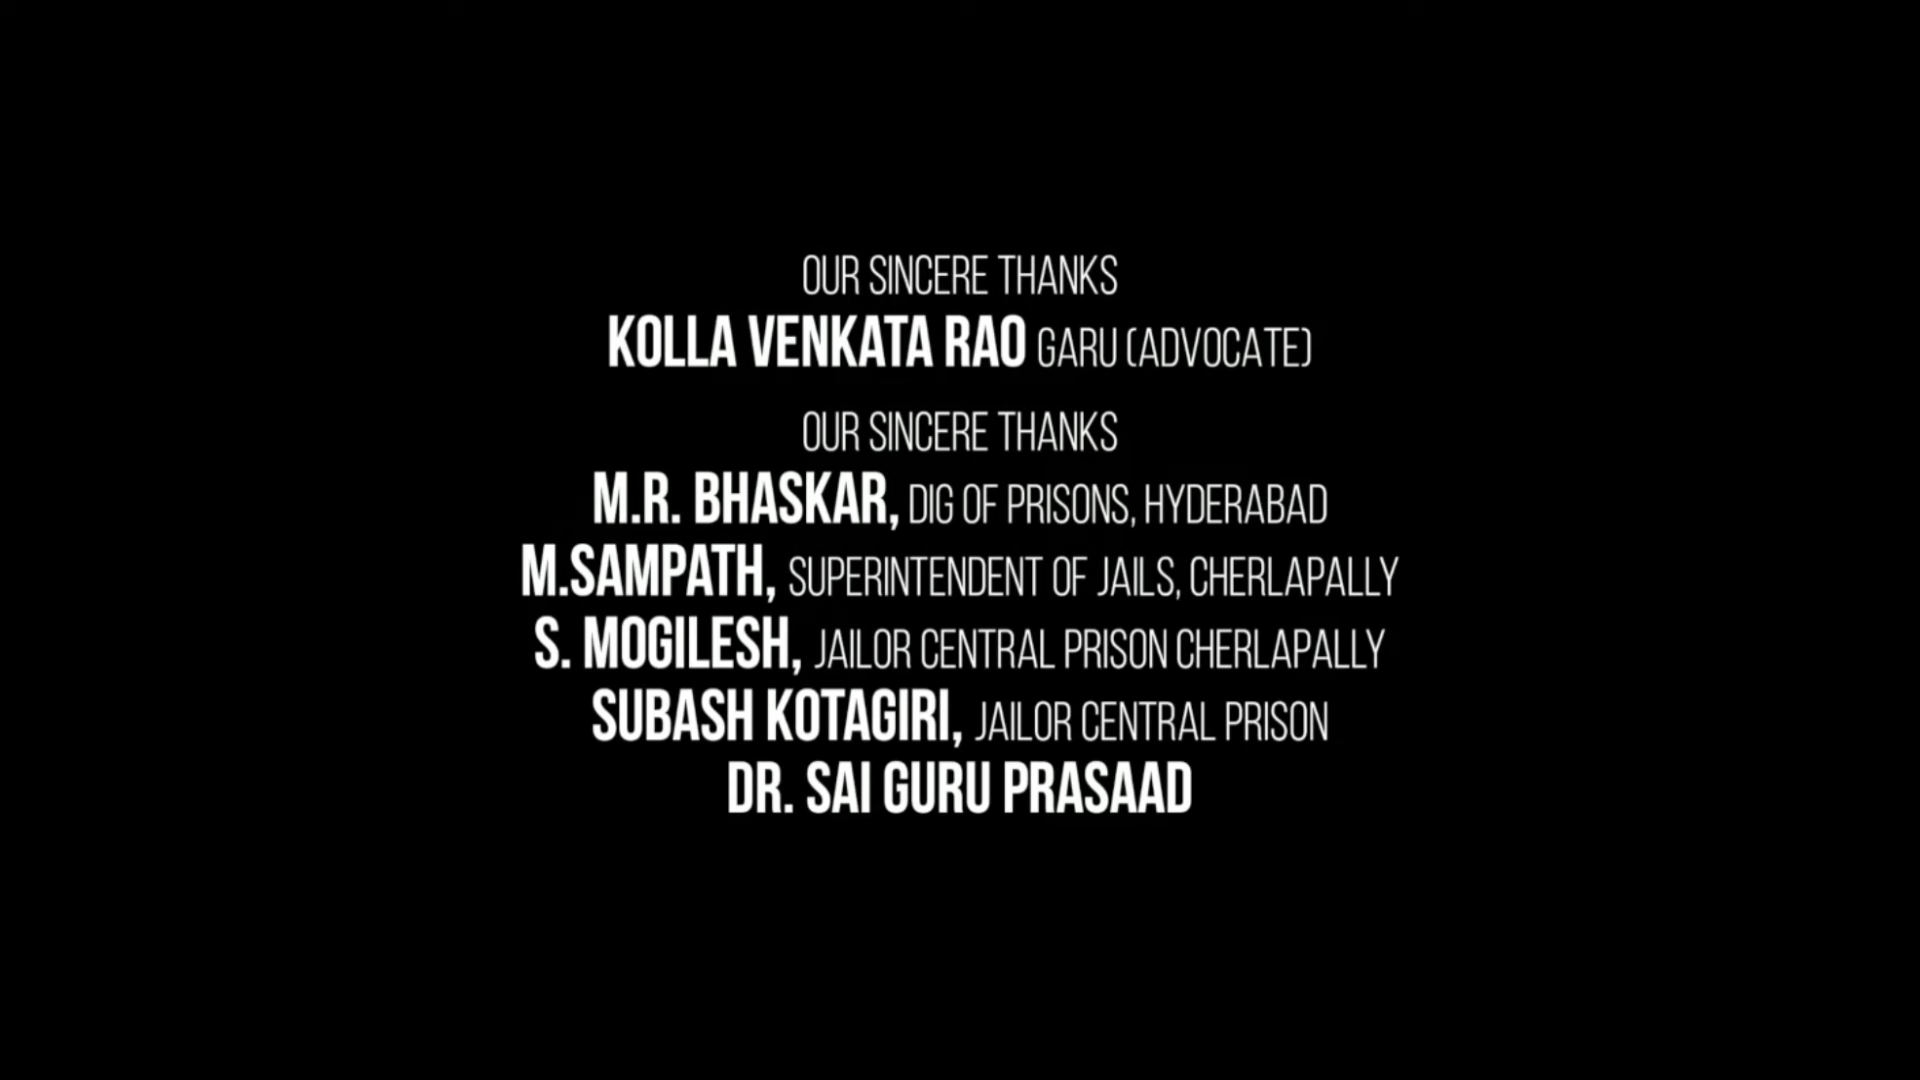 OUR SINCERE THANKS
KOLLA VENKATA RAO GARU (ADVOCATE)
OUR SINCERE THANKS
M.R. BHASKAR, DIG OF PRISONS, HYDERABAD
M.SAMPATH, SUPERINTENDENT OF JAILS, CHERLAPALLY
S. MOGILESH, JAILOR CENTRAL PRISON CHERLAPALLY
SUBASH KOTAGIRI, JAILOR CENTRAL PRISON
DR. SAI GURU PRASAAD